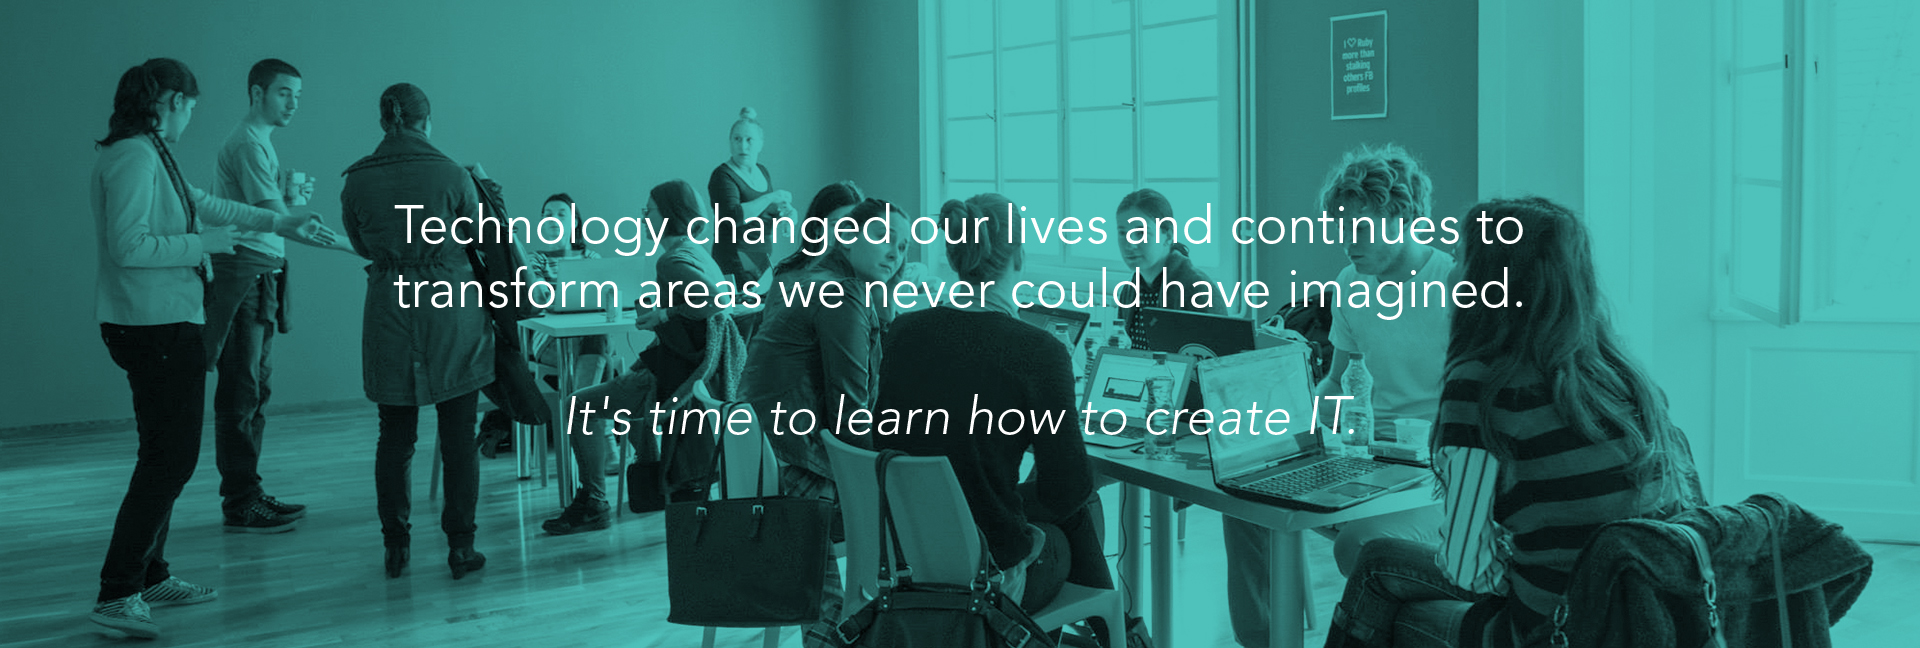 I ♡ Ruby
more than
stalking
others FB
profiles
Technology changed our lives and continues to
transform areas we never could have imagined.
It's time to learn how to create IT.